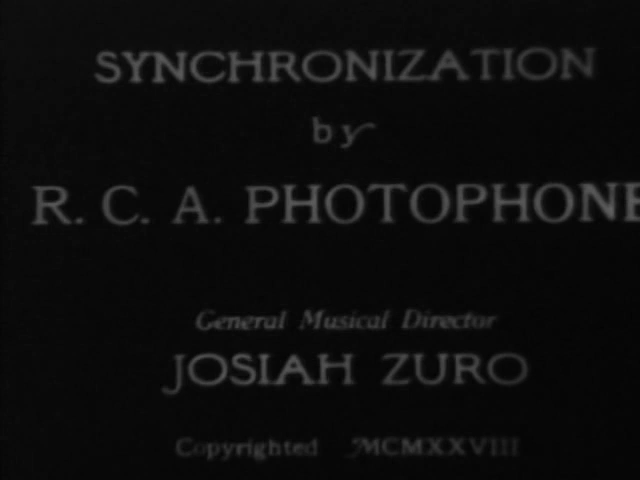 SYNCHRONIZATION
by
R. C. A. PHOTOPHONE
General Musical Director
JOSIAH ZURO
Copyrighted MCMXXVIII